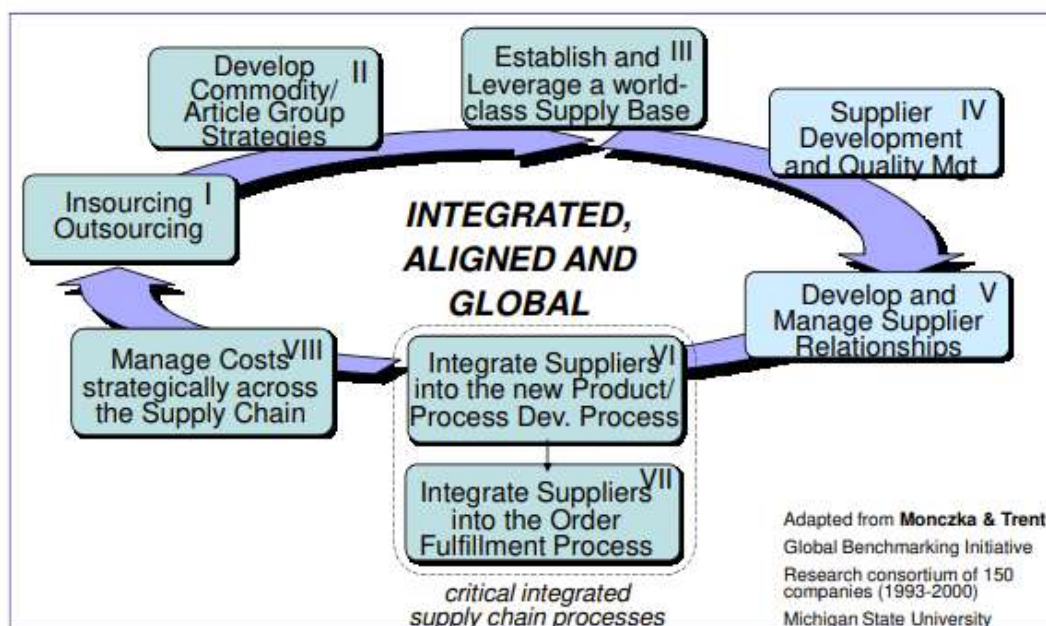 Insourcing I
Outsourcing
Develop II
Commodity/
Article Group
Strategies
Establish and III
Leverage a world-
class Supply Base
Supplier IV
Development
and Quality Mgt
Develop and V
Manage Supplier
Relationships
INTEGRATED,
ALIGNED AND
GLOBAL
Integrate Suppliers VI
into the new Product/
Process Dev. Process
Integrate Suppliers VII
into the Order
Fulfillment Process
critical integrated
supply chain processes
Manage Costs VIII
strategically across
the Supply Chain
Adapted from Monczka & Trent
Global Benchmarking Initiative
Research consortium of 150
companies (1993-2000)
Michigan State University